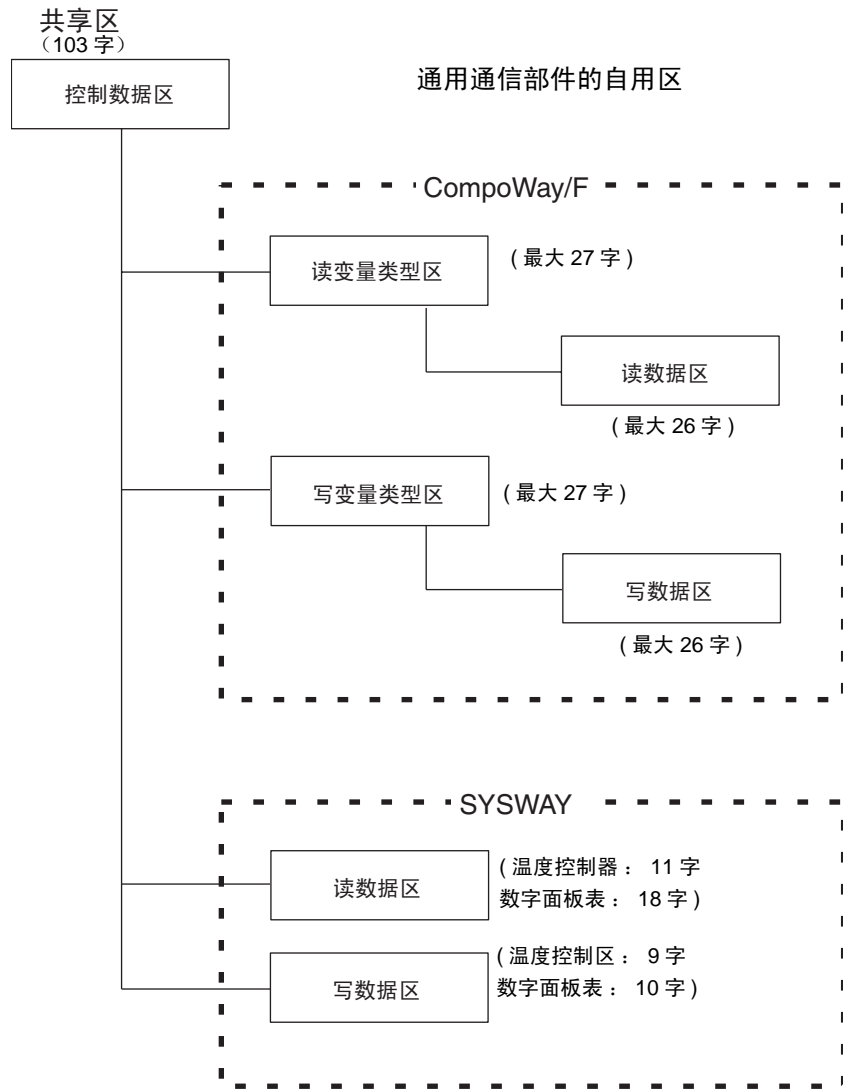 共享区
（103 字）
控制数据区
通用通信部件的自用区
CompoWay/F
读变量类型区
( 最大 27 字 )
读数据区
( 最大 26 字 )
写变量类型区
( 最大 27 字 )
写数据区
( 最大 26 字 )
SYSWAY
读数据区
( 温度控制器： 11 字
数字面板表： 18 字 )
写数据区
( 温度控制区： 9 字
数字面板表： 10 字 )